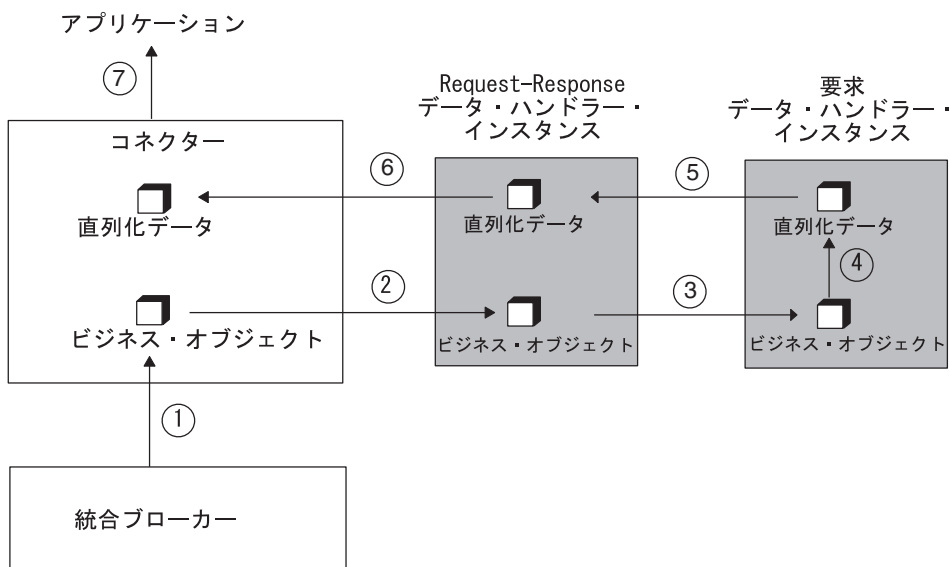 アプリケーション
⑦
Request-Response
データ・ハンドラー・
インスタンス
要求
データ・ハンドラー・
インスタンス
コネクター
⑥
⑤
直列化データ
直列化データ
直列化データ
②
③
④
ビジネス・オブジェクト
ビジネス・オブジェクト
ビジネス・オブジェクト
①
統合ブローカー